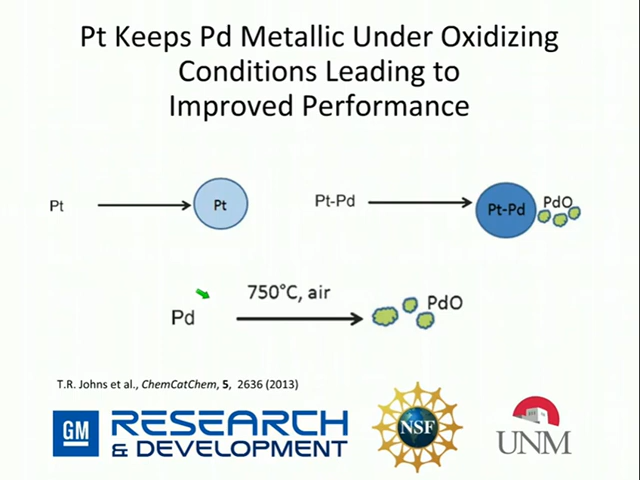 Pt Keeps Pd Metallic Under Oxidizing
Conditions Leading to
Improved Performance
Pt
Pt
Pt-Pd
Pt-Pd
PdO
Pd
750°C, air
PdO
T.R. Johns et al., ChemCatChem, 5, 2636 (2013)
GM
RESEARCH
& DEVELOPMENT
NSF
UNM